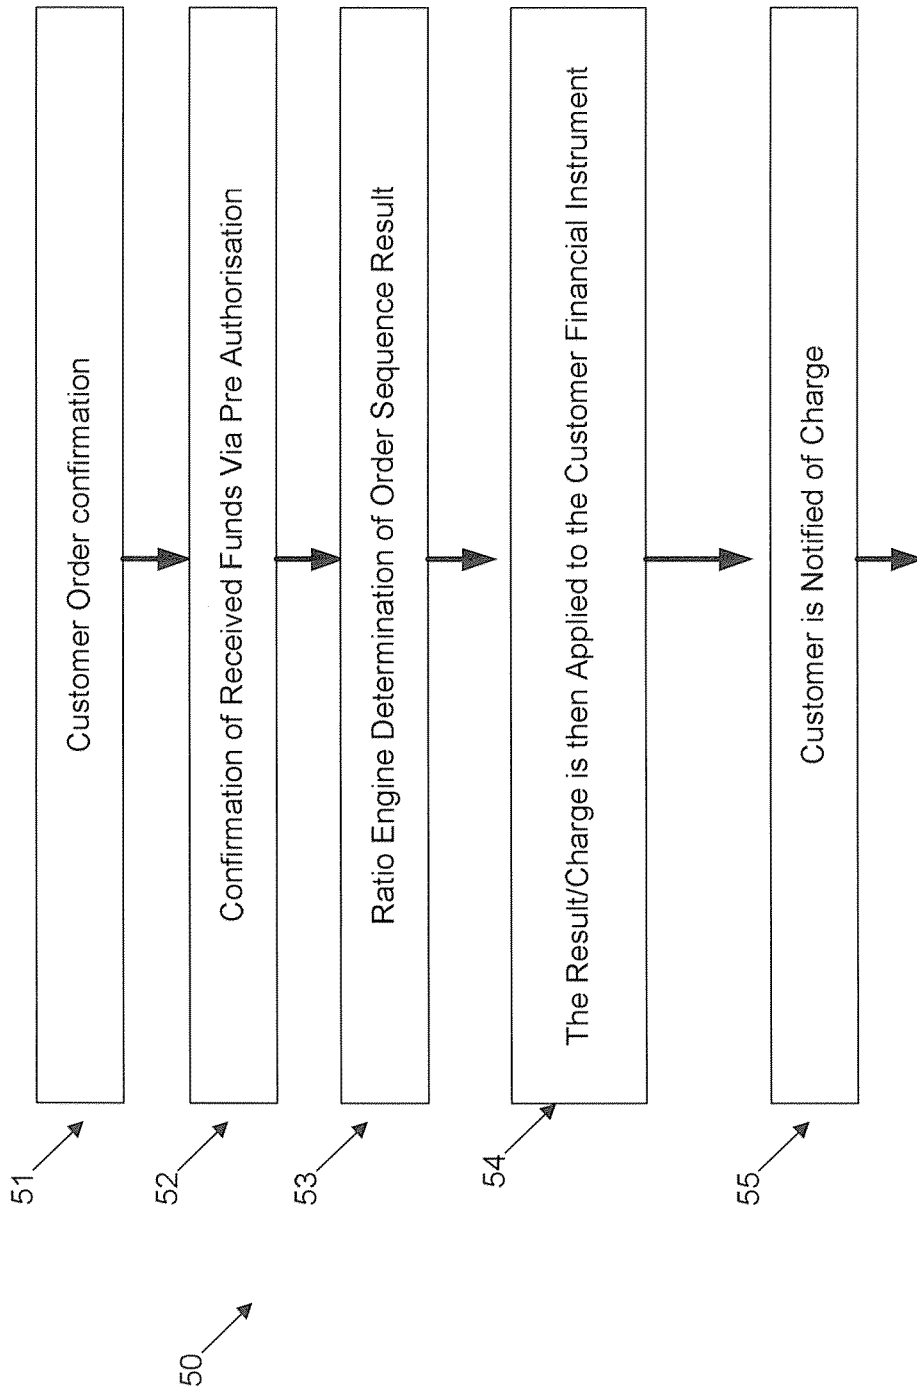 50
51
Customer Order confirmation
52
Confirmation of Received Funds Via Pre Authorisation
53
Ratio Engine Determination of Order Sequence Result
54
The Result/Charge is then Applied to the Customer Financial Instrument
55
Customer is Notified of Charge